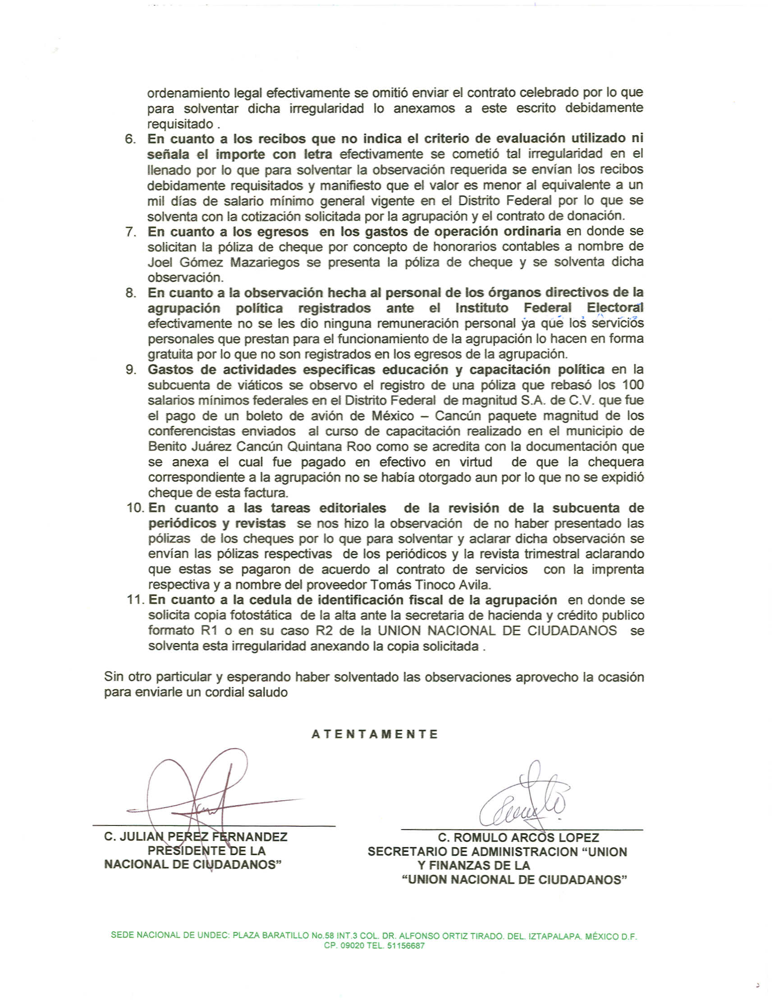 ordenamiento legal efectivamente se omitió enviar el contrato celebrado por lo que
para solventar dicha irregularidad lo anexamos a este escrito debidamente
requisitado .
6. En cuanto a los recibos que no indica el criterio de evaluación utilizado ni
señala el importe con letra efectivamente se cometió tal irregularidad en el
llenado por lo que para solventar la observación requerida se envían los recibos
debidamente requisitados y manifiesto que el valor es menor al equivalente a un
mil días de salario mínimo general vigente en el Distrito Federal por lo que se
solventa con la cotización solicitada por la agrupación y el contrato de donación.
7. En cuanto a los egresos en los gastos de operación ordinaria en donde se
solicitan la póliza de cheque por concepto de honorarios contables a nombre de
Joel Gómez Mazariegos se presenta la póliza de cheque y se solventa dicha
observación.
8. En cuanto a la observación hecha al personal de los órganos directivos de la
agrupación política registrados ante el Instituto Federal Electoral
efectivamente no se les dio ninguna remuneración personal ya que los servicios
personales que prestan para el funcionamiento de la agrupación lo hacen en forma
gratuita por lo que no son registrados en los egresos de la agrupación.
9. Gastos de actividades especificas educación y capacitación política en la
subcuenta de viáticos se observo el registro de una póliza que rebasó los 100
salarios mínimos federales en el Distrito Federal de magnitud S.A. de C.V. que fue
el pago de un boleto de avión de México – Cancún paquete magnitud de los
conferencistas enviados al curso de capacitación realizado en el municipio de
Benito Juárez Cancún Quintana Roo como se acredita con la documentación que
se anexa el cual fue pagado en efectivo en virtud de que la chequera
correspondiente a la agrupación no se había otorgado aun por lo que no se expidió
cheque de esta factura.
10. En cuanto a las tareas editoriales de la revisión de la subcuenta de
periódicos y revistas se nos hizo la observación de no haber presentado las
pólizas de los cheques por lo que para solventar y aclarar dicha observación se
envían las pólizas respectivas de los periódicos y la revista trimestral aclarando
que estas se pagaron de acuerdo al contrato de servicios con la imprenta
respectiva y a nombre del proveedor Tomás Tinoco Avila.
11. En cuanto a la cedula de identificación fiscal de la agrupación en donde se
solicita copia fotostática de la alta ante la secretaria de hacienda y crédito publico
formato R1 o en su caso R2 de la UNION NACIONAL DE CIUDADANOS se
solventa esta irregularidad anexando la copia solicitada .
Sin otro particular y esperando haber solventado las observaciones aprovecho la ocasión
para enviarle un cordial saludo
A T E N T A M E N T E
C. JULIAN PEREZ FERNANDEZ
PRESIDENTE DE LA
NACIONAL DE CIUDADANOS”
C. ROMULO ARCOS LOPEZ
SECRETARIO DE ADMINISTRACION “UNION
Y FINANZAS DE LA
“UNION NACIONAL DE CIUDADANOS”
SEDE NACIONAL DE UNDEC: PLAZA BARATILLO No.58 INT.3 COL. DR. ALFONSO ORTIZ TIRADO. DEL. IZTAPALAPA. MÉXICO D.F.
CP. 09020 TEL. 51156687